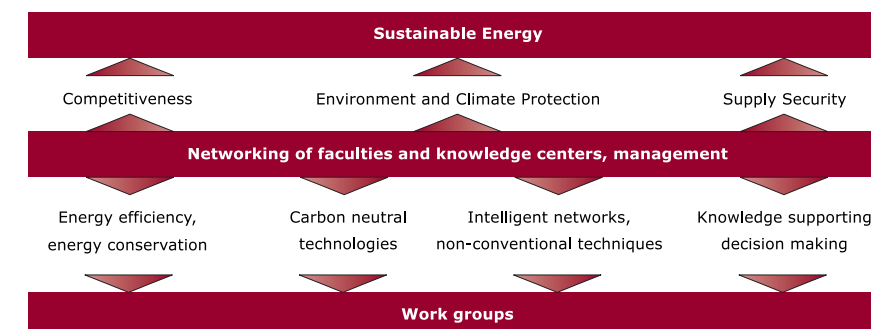 Sustainable Energy
Competitiveness
Environment and Climate Protection
Supply Security
Networking of faculties and knowledge centers, management
Energy efficiency,
energy conservation
Carbon neutral
technologies
Intelligent networks,
non-conventional techniques
Knowledge supporting
decision making
Work groups